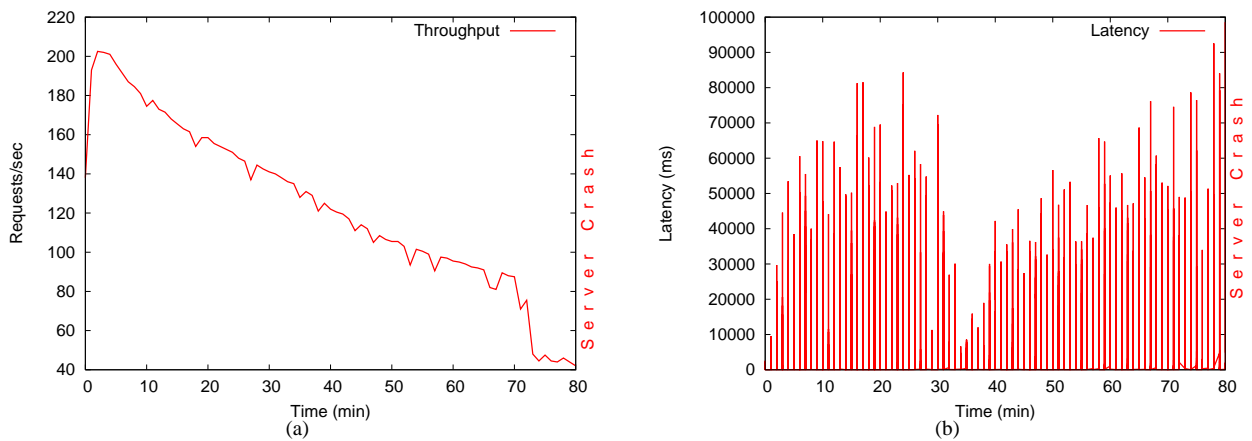 Throughput
220
200
180
160
140
120
100
80
60
40
Requests/sec
0 10 20 30 40 50 60 70 80
Time (min)
Server Crash
(a)
Latency
100000
90000
80000
70000
60000
50000
40000
30000
20000
10000
0
Latency (ms)
0 10 20 30 40 50 60 70 80
Time (min)
Server Crash
(b)